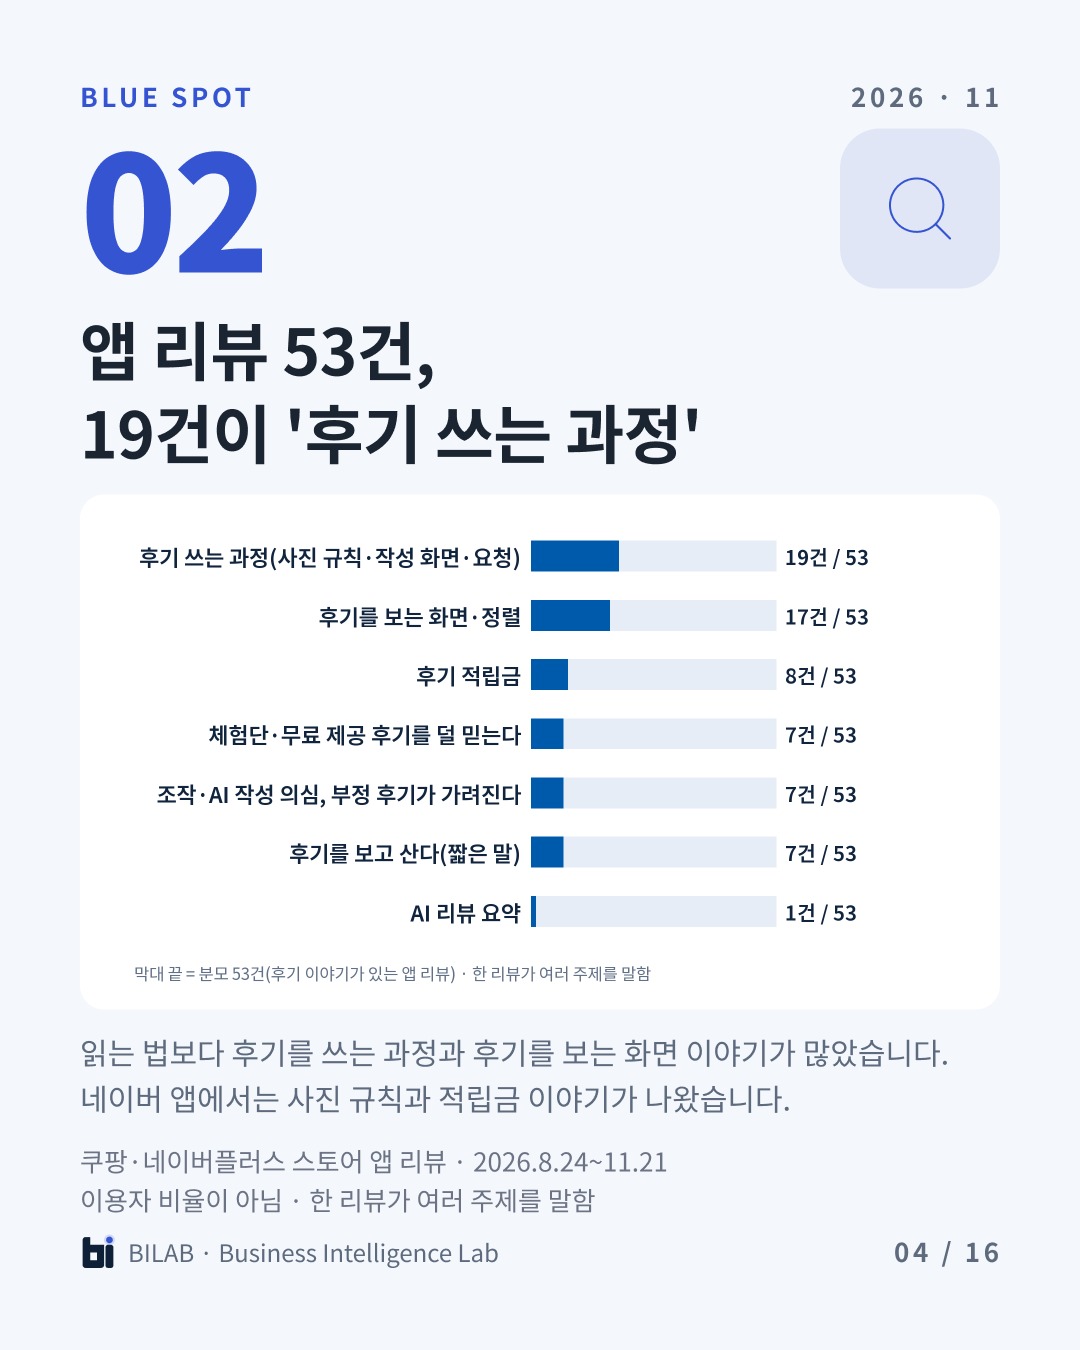 BLUE SPOT
2026 · 11
02
앱 리뷰 53건,
19건이 '후기 쓰는 과정'
후기 쓰는 과정(사진 규칙·작성 화면·요청) 19건 / 53
후기를 보는 화면·정렬 17건 / 53
후기 적립금 8건 / 53
체험단·무료 제공 후기를 덜 믿는다 7건 / 53
조작·AI 작성 의심, 부정 후기가 가려진다 7건 / 53
후기를 보고 산다(짧은 말) 7건 / 53
AI 리뷰 요약 1건 / 53
막대 끝 = 분모 53건(후기 이야기가 있는 앱 리뷰) · 한 리뷰가 여러 주제를 말함
읽는 법보다 후기를 쓰는 과정과 후기를 보는 화면 이야기가 많았습니다.
네이버 앱에서는 사진 규칙과 적립금 이야기가 나왔습니다.
쿠팡·네이버플러스 스토어 앱 리뷰 · 2026.8.24~11.21
이용자 비율이 아님 · 한 리뷰가 여러 주제를 말함
bi BILAB · Business Intelligence Lab
04 / 16